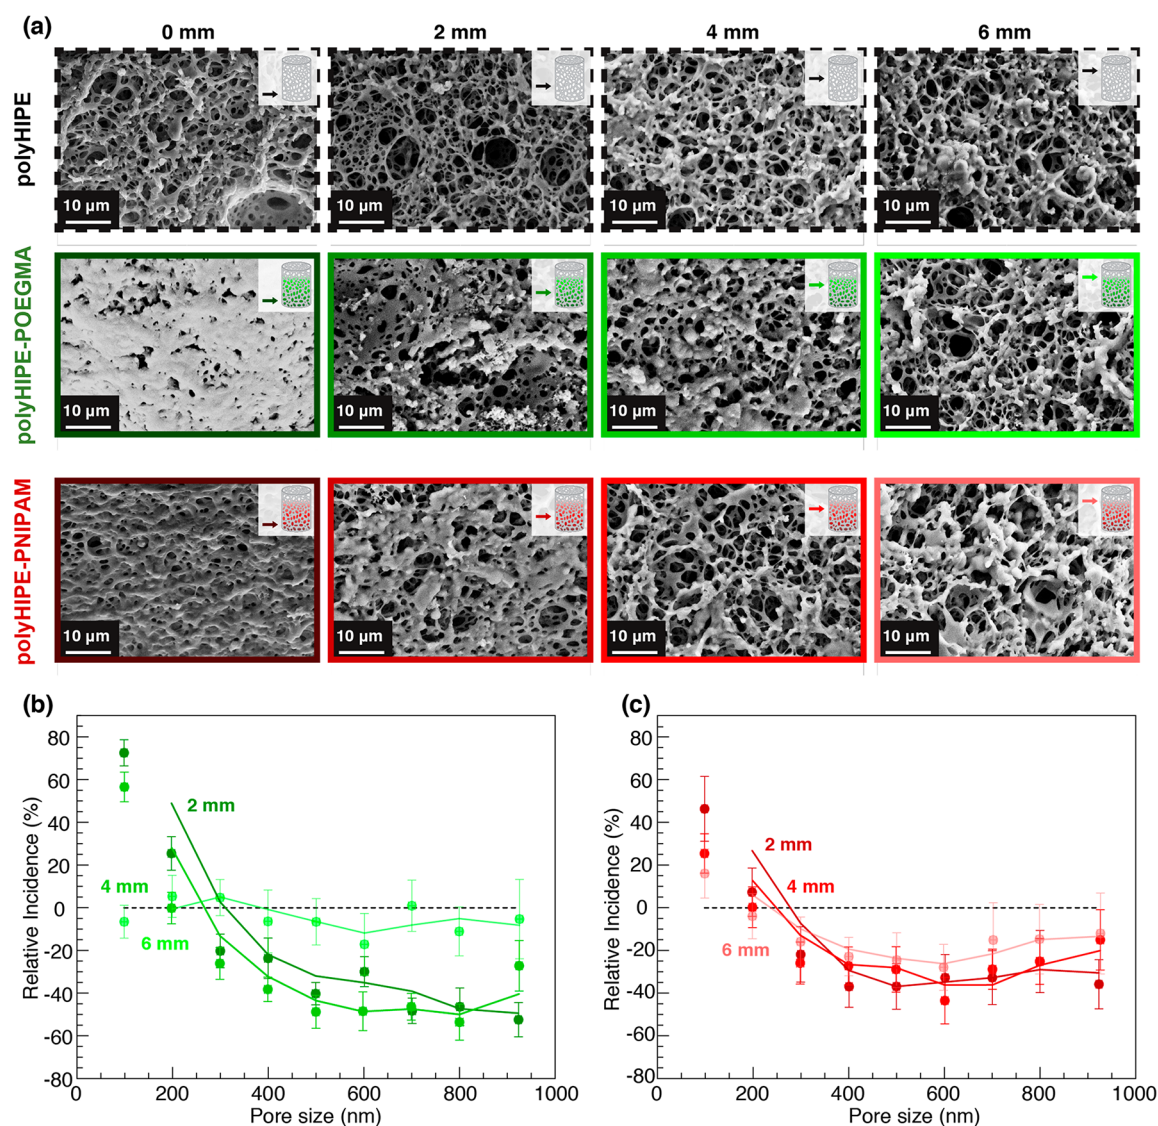 (a)
0 mm 2 mm 4 mm 6 mm
polyHIPE
10 µm 10 µm 10 µm 10 µm
polyHIPE-POEGMA
10 µm 10 µm 10 µm 10 µm
polyHIPE-PNIPAM
10 µm 10 µm 10 µm 10 µm
(b)
Relative Incidence (%)
80
60
40
20
0
-20
-40
-60
-80
2 mm
4 mm
6 mm
0 200 400 600 800 1000
Pore size (nm)
(c)
Relative Incidence (%)
80
60
40
20
0
-20
-40
-60
-80
2 mm
4 mm
6 mm
0 200 400 600 800 1000
Pore size (nm)